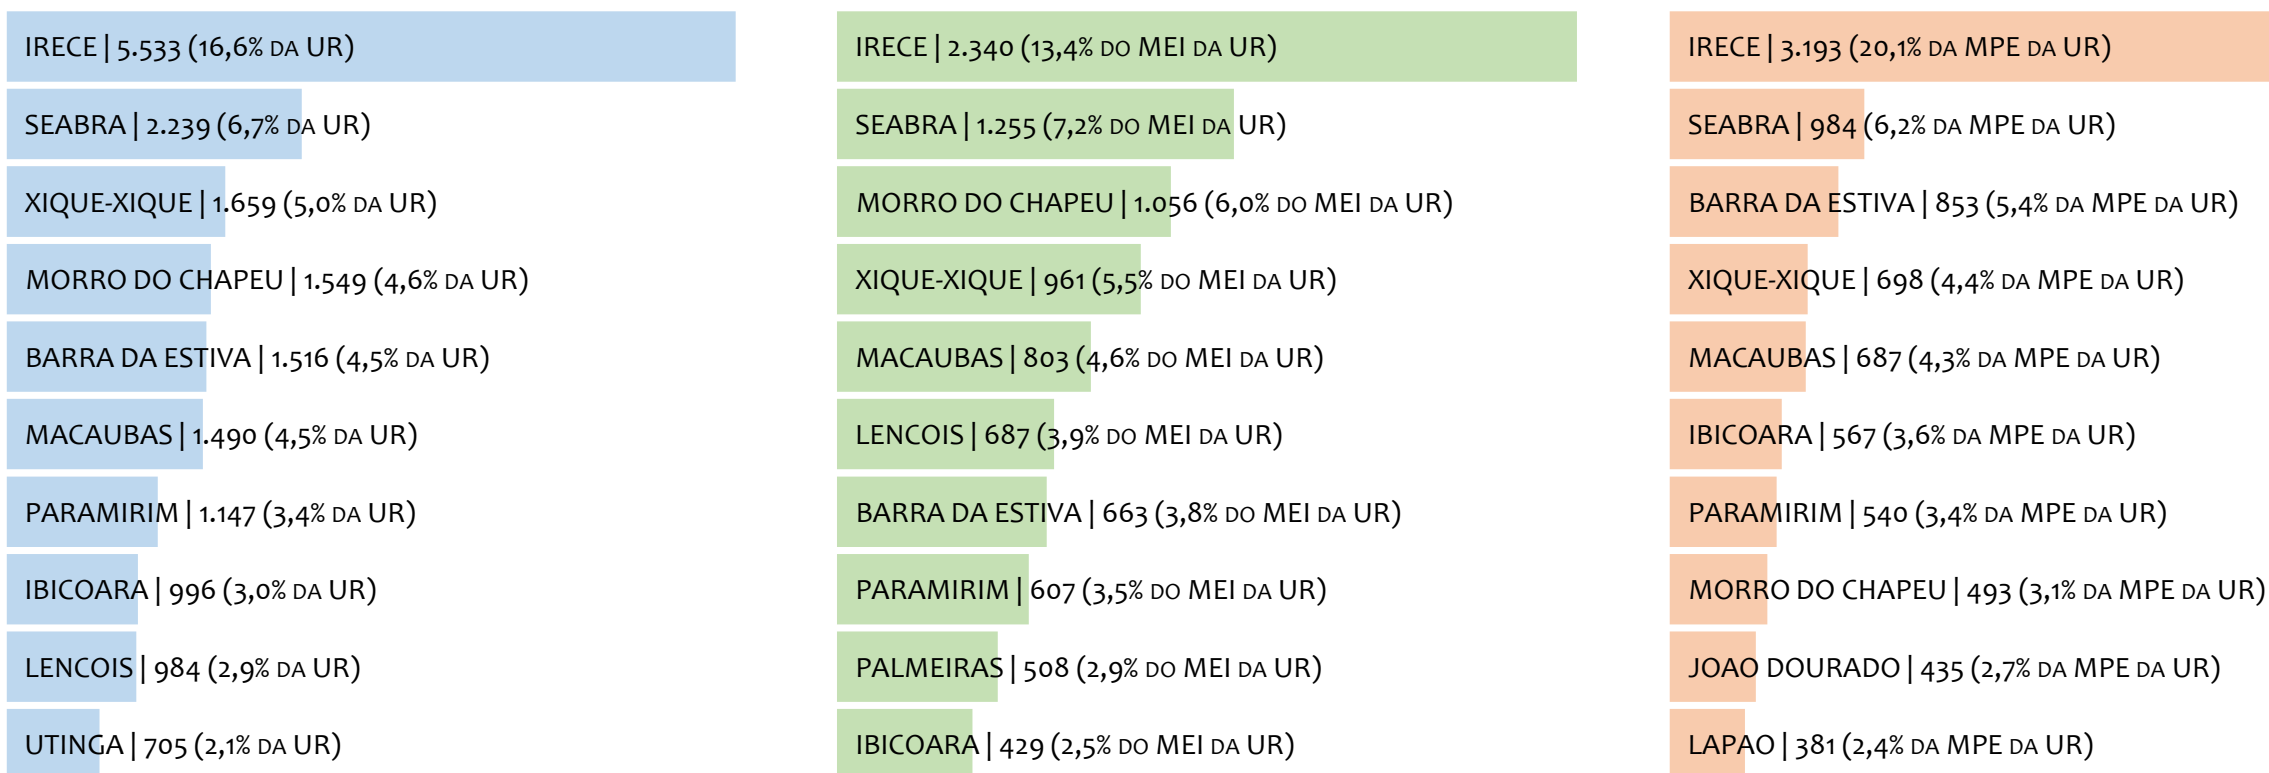 IRECE | 5.533 (16,6% DA UR)
SEABRA | 2.239 (6,7% DA UR)
XIQUE-XIQUE | 1.659 (5,0% DA UR)
MORRO DO CHAPEU | 1.549 (4,6% DA UR)
BARRA DA ESTIVA | 1.516 (4,5% DA UR)
MACAUBAS | 1.490 (4,5% DA UR)
PARAMIRIM | 1.147 (3,4% DA UR)
IBICOARA | 996 (3,0% DA UR)
LENCOIS | 984 (2,9% DA UR)
UTINGA | 705 (2,1% DA UR)
IRECE | 2.340 (13,4% DO MEI DA UR)
SEABRA | 1.255 (7,2% DO MEI DA UR)
MORRO DO CHAPEU | 1.056 (6,0% DO MEI DA UR)
XIQUE-XIQUE | 961 (5,5% DO MEI DA UR)
MACAUBAS | 803 (4,6% DO MEI DA UR)
LENCOIS | 687 (3,9% DO MEI DA UR)
BARRA DA ESTIVA | 663 (3,8% DO MEI DA UR)
PARAMIRIM | 607 (3,5% DO MEI DA UR)
PALMEIRAS | 508 (2,9% DO MEI DA UR)
IBICOARA | 429 (2,5% DO MEI DA UR)
IRECE | 3.193 (20,1% DA MPE DA UR)
SEABRA | 984 (6,2% DA MPE DA UR)
BARRA DA ESTIVA | 853 (5,4% DA MPE DA UR)
XIQUE-XIQUE | 698 (4,4% DA MPE DA UR)
MACAUBAS | 687 (4,3% DA MPE DA UR)
IBICOARA | 567 (3,6% DA MPE DA UR)
PARAMIRIM | 540 (3,4% DA MPE DA UR)
MORRO DO CHAPEU | 493 (3,1% DA MPE DA UR)
JOAO DOURADO | 435 (2,7% DA MPE DA UR)
LAPAO | 381 (2,4% DA MPE DA UR)